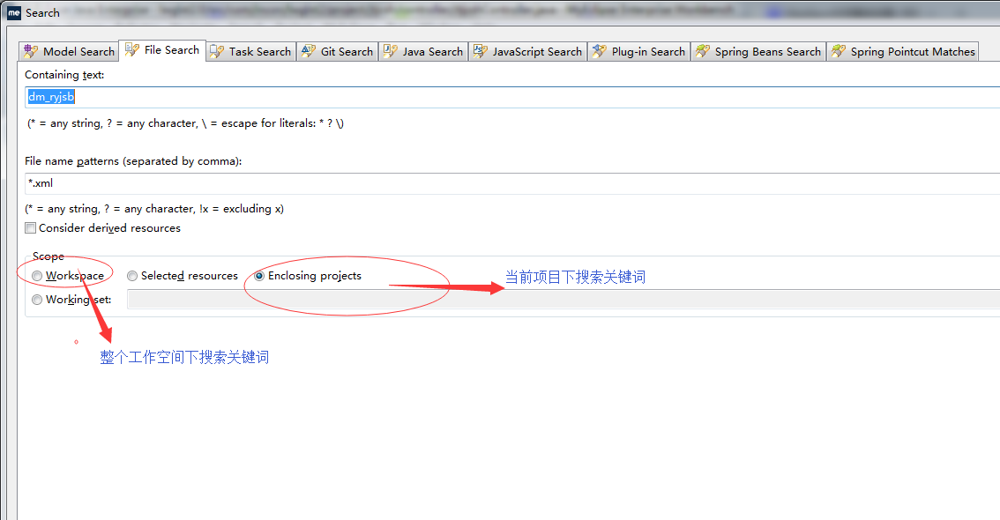 me Search
Model Search File Search Task Search Git Search Java Search JavaScript Search Plug-in Search Spring Beans Search Spring Pointcut Matches
Containing text:
dm_ryjsb
(* = any string, ? = any character, \ = escape for literals: * ? \)
File name patterns (separated by comma):
*.xml
(* = any string, ? = any character, !x = excluding x)
Consider derived resources
Scope
Workspace Selected resources Enclosing projects 当前项目下搜索关键词
Working set:
整个工作空间下搜索关键词